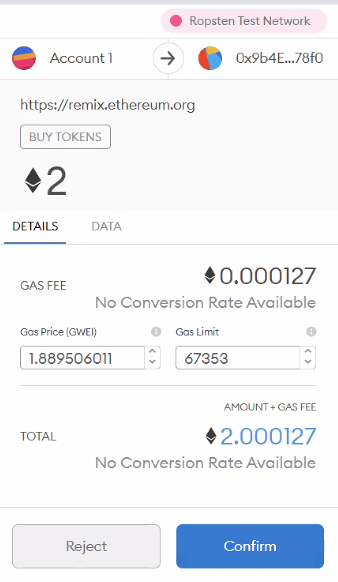 Ropsten Test Network
Account 1
0x9b4E...78f0
https://remix.ethereum.org
BUY TOKENS
2
DETAILS
DATA
GAS FEE
0.000127
No Conversion Rate Available
Gas Price (GWEI)
Gas Limit
1.889506011
67353
AMOUNT + GAS FEE
TOTAL
2.000127
No Conversion Rate Available
Reject
Confirm